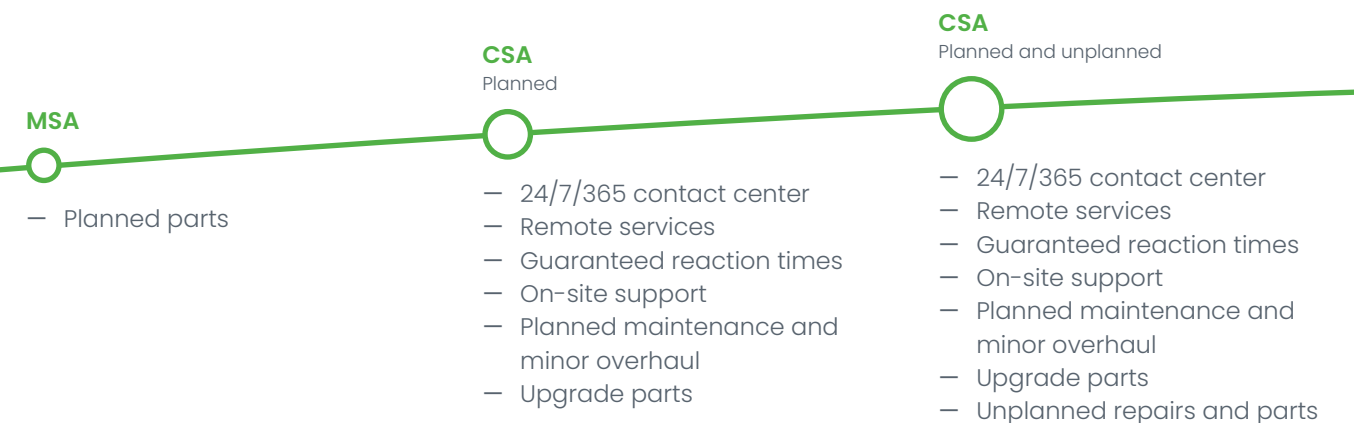 MSA
— Planned parts
CSA
Planned
— 24/7/365 contact center
— Remote services
— Guaranteed reaction times
— On-site support
— Planned maintenance and
minor overhaul
— Upgrade parts
CSA
Planned and unplanned
— 24/7/365 contact center
— Remote services
— Guaranteed reaction times
— On-site support
— Planned maintenance and
minor overhaul
— Upgrade parts
— Unplanned repairs and parts